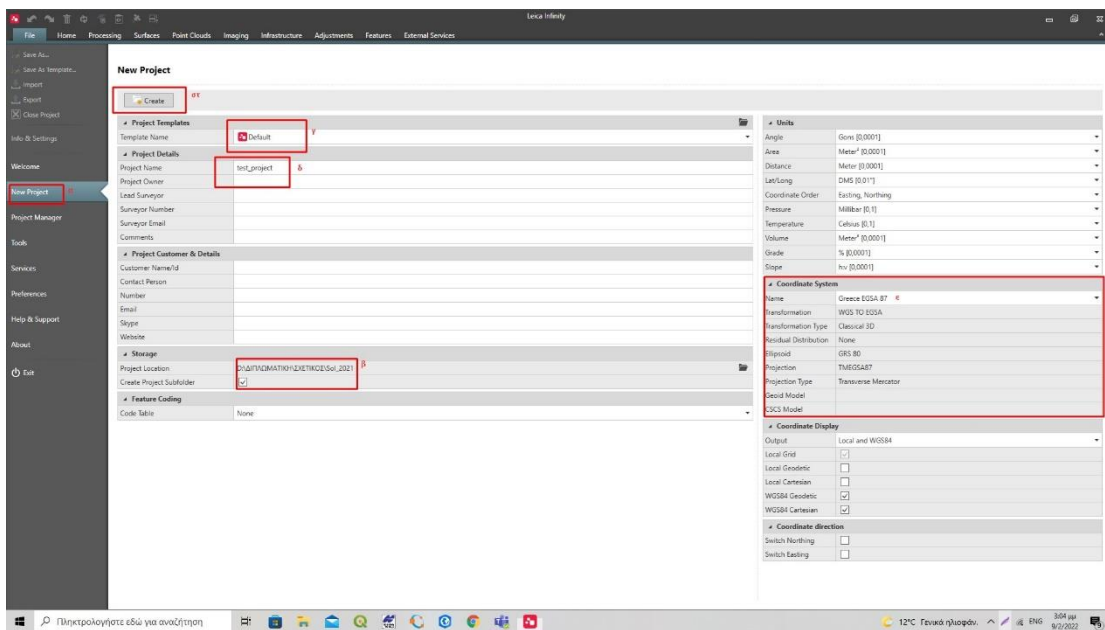 Leica Infinity
File Home Processing Surfaces Point Clouds Imaging Infrastructure Adjustments Features External Services
Save As...
Save As Template...
Import
Export
Close Project
Info & Settings
Welcome
New Project
Project Manager
Tools
Services
Preferences
Help & Support
About
Exit
New Project
Create στ
Project Templates
Template Name Default γ
Project Details
Project Name test_project δ
Project Owner
Lead Surveyor
Surveyor Number
Surveyor Email
Comments
Project Customer & Details
Customer Name/Id
Contact Person
Number
Email
Skype
Website
Storage
Project Location D:\ΔΙΠΛΩΜΑΤΙΚΗ\ΣΧΕΤΙΚΟΣ\Sol_2021 β
Create Project Subfolder
Feature Coding
Code Table None
Units
Angle Gons [0,0001]
Area Meter² [0,0001]
Distance Meter [0,0001]
Lat/Long DMS [0.01"]
Coordinate Order Easting, Northing
Pressure Millibar [0,1]
Temperature Celsius [0,1]
Volume Meter³ [0,0001]
Grade % [0,0001]
Slope h:v [0,0001]
Coordinate System
Name Greece EGSA 87 ε
Transformation WGS TO EGSA
Transformation Type Classical 3D
Residual Distribution None
Ellipsoid GRS 80
Projection TMEGSA87
Projection Type Transverse Mercator
Geoid Model
CSCS Model
Coordinate Display
Output Local and WGS84
Local Grid
Local Geodetic
Local Cartesian
WGS84 Geodetic
WGS84 Cartesian
Coordinate direction
Switch Northing
Switch Easting
Πληκτρολογήστε εδώ για αναζήτηση
12°C Γενικά ηλιοφάν. ENG 3:04 μμ
9/2/2022